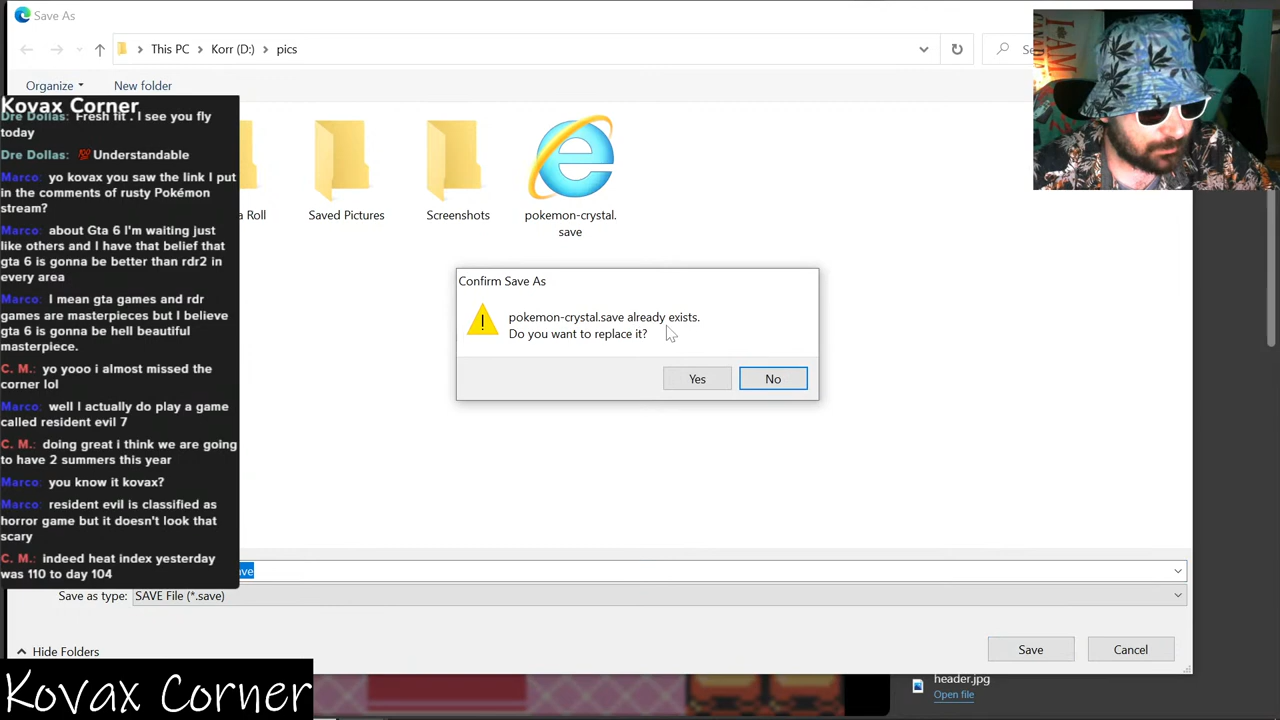 Save As
This PC
Korr (D:)
pics
Organize
New folder
Kovax Corner
Dre Dollas: Fresh fit . I see you fly
today
Dre Dollas: 💯 Understandable
Marco: yo kovax you saw the link I put
in the comments of rusty Pokémon
stream?
Marco: about Gta 6 I'm waiting just
like others and I have that belief that
gta 6 is gonna be better than rdr2 in
every area
Marco: I mean gta games and rdr
games are masterpieces but I believe
gta 6 is gonna be hell beautiful
masterpiece.
C. M.: yo yooo i almost missed the
corner lol
Marco: well I actually do play a game
called resident evil 7
C. M.: doing great i think we are going
to have 2 summers this year
Marco: you know it kovax?
Marco: resident evil is classified as
horror game but it doesn't look that
scary
C. M.: indeed heat index yesterday
was 110 to day 104
a Roll
Saved Pictures
Screenshots
pokemon-crystal.
save
Confirm Save As
pokemon-crystal.save already exists.
Do you want to replace it?
Yes
No
Save as type:
SAVE File (*.save)
Hide Folders
Save
Cancel
Kovax Corner
header.jpg
Open file